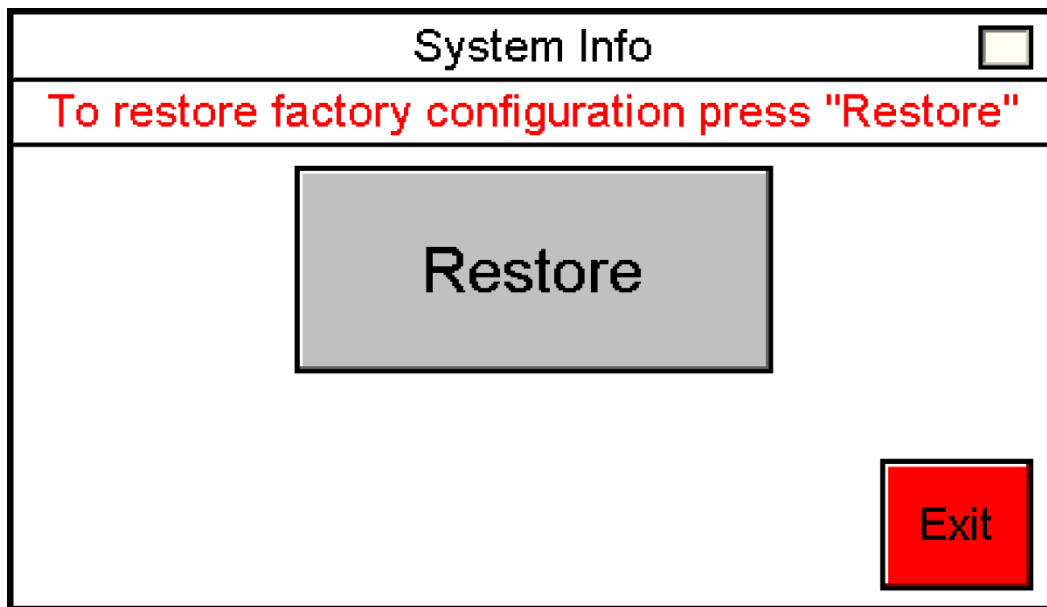 System Info
To restore factory configuration press "Restore"
Restore
Exit